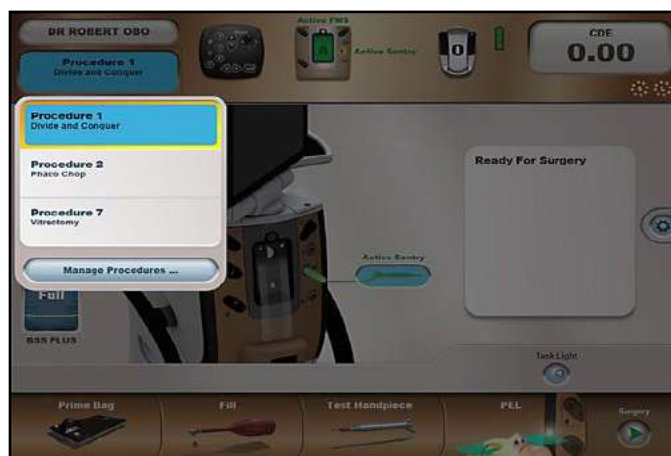 DR ROBERT OBO
Procedure 1
Divide and Conquer
Active FMS
A
Active Sentry
0
CDE
0.00
Procedure 1
Divide and Conquer
Procedure 2
Phaco Chop
Procedure 7
Vitrectomy
Manage Procedures ...
Ready For Surgery
Active Sentry
Full
BSS PLUS
Task Light
Prime Bag
Fill
Test Handpiece
PEL
Surgery